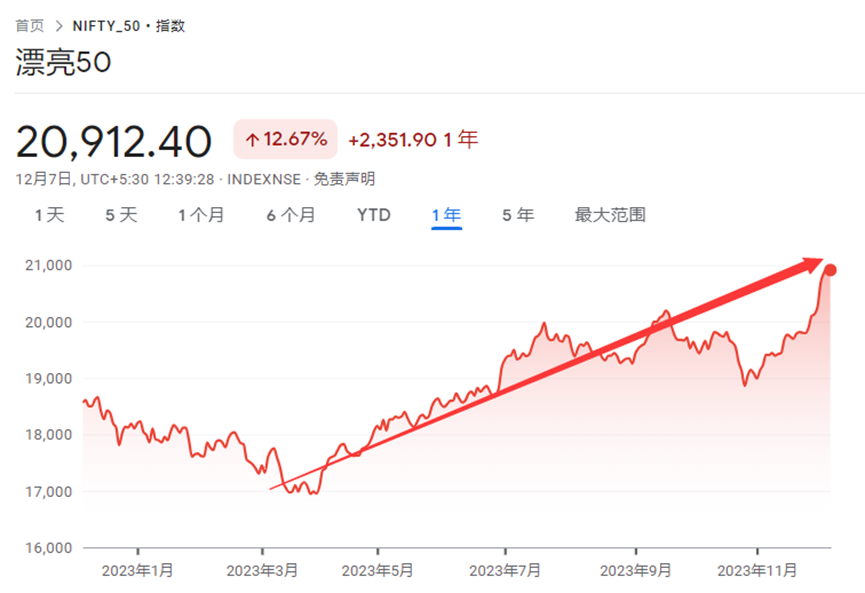 首页 > NIFTY_50 • 指数
漂亮50
20,912.40 ↑12.67% +2,351.90 1 年
12月7日, UTC+5:30 12:39:28 · INDEXNSE · 免责声明
1 天 5 天 1 个月 6 个月 YTD 1 年 5 年 最大范围
21,000
20,000
19,000
18,000
17,000
16,000
2023年1月 2023年3月 2023年5月 2023年7月 2023年9月 2023年11月